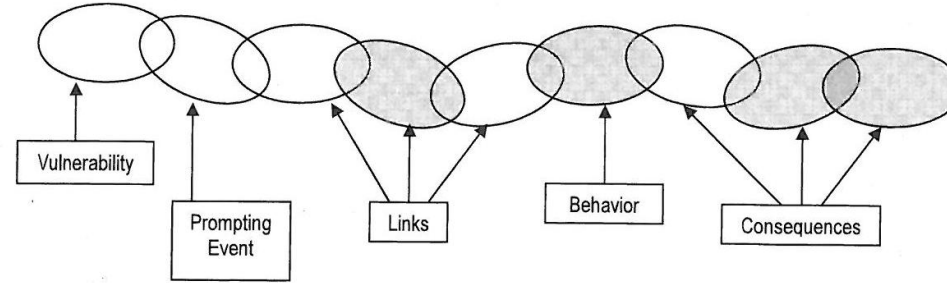 Vulnerability
Prompting
Event
Links
Behavior
Consequences